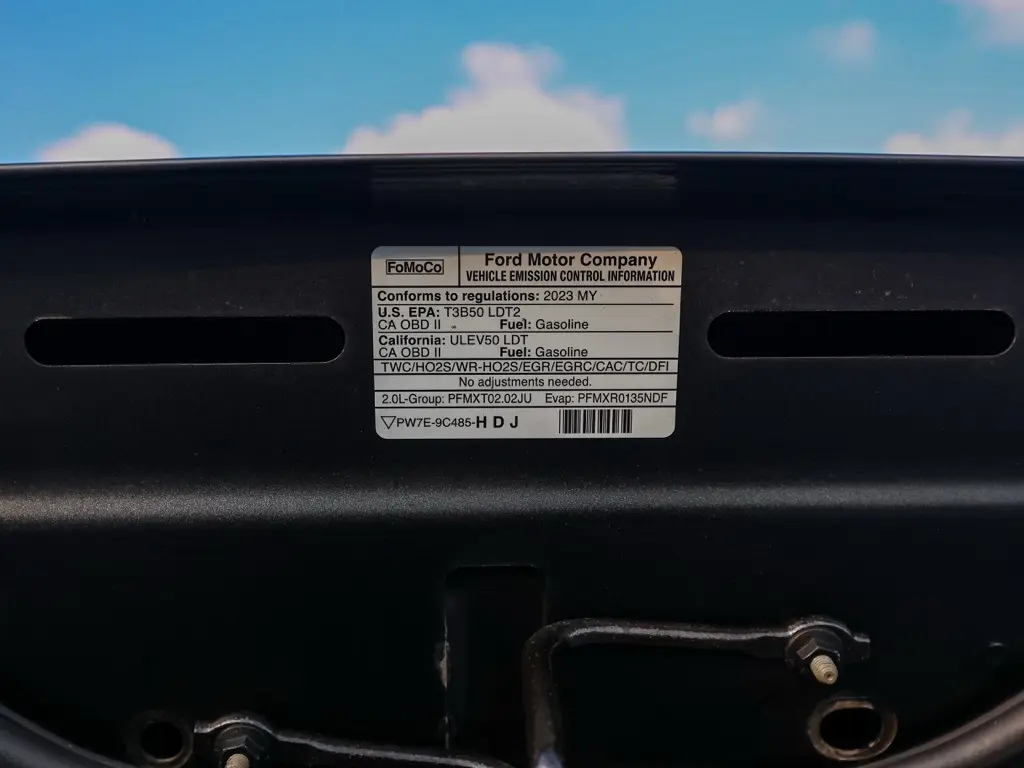 FoMoCo
Ford Motor Company
VEHICLE EMISSION CONTROL INFORMATION
Conforms to regulations: 2023 MY
U.S. EPA: T3B50 LDT2
CA OBD II Fuel: Gasoline
California: ULEV50 LDT
CA OBD II Fuel: Gasoline
TWC/HO2S/WR-HO2S/EGR/EGRC/CAC/TC/DFI
No adjustments needed.
2.0L-Group: PFMXT02.02JU Evap: PFMXR0135NDF
PW7E-9C485-H D J